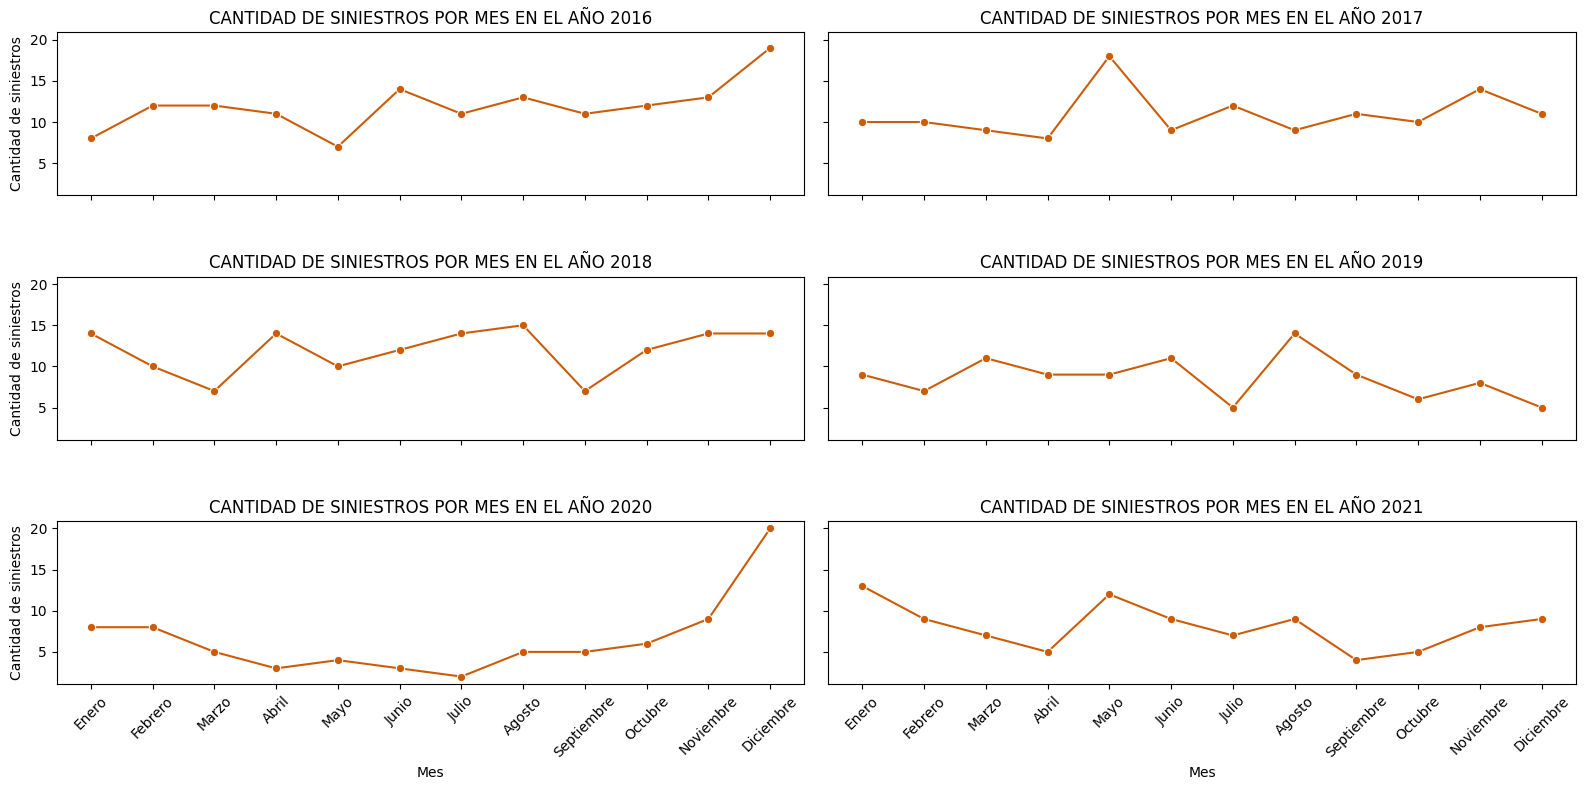 CANTIDAD DE SINIESTROS POR MES EN EL AÑO 2016
Cantidad de siniestros
20
15
10
5
CANTIDAD DE SINIESTROS POR MES EN EL AÑO 2017
CANTIDAD DE SINIESTROS POR MES EN EL AÑO 2018
Cantidad de siniestros
20
15
10
5
CANTIDAD DE SINIESTROS POR MES EN EL AÑO 2019
CANTIDAD DE SINIESTROS POR MES EN EL AÑO 2020
Cantidad de siniestros
20
15
10
5
Enero
Febrero
Marzo
Abril
Mayo
Junio
Julio
Agosto
Septiembre
Octubre
Noviembre
Diciembre
Mes
CANTIDAD DE SINIESTROS POR MES EN EL AÑO 2021
Enero
Febrero
Marzo
Abril
Mayo
Junio
Julio
Agosto
Septiembre
Octubre
Noviembre
Diciembre
Mes